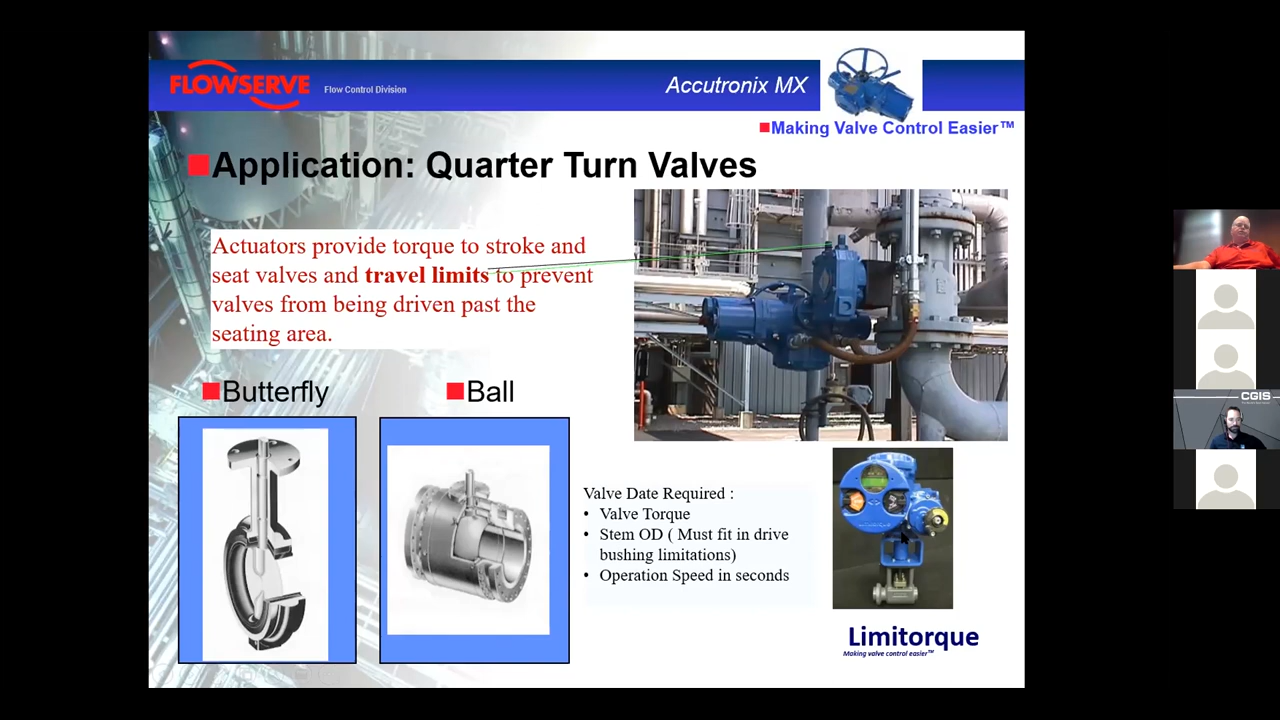 FLOWSERVE
Flow Control Division
Accutronix MX
Making Valve Control Easier™
Application: Quarter Turn Valves
Actuators provide torque to stroke and
seat valves and travel limits to prevent
valves from being driven past the
seating area.
Butterfly
Ball
Valve Date Required :
• Valve Torque
• Stem OD ( Must fit in drive
bushing limitations)
• Operation Speed in seconds
Limitorque
Making valve control easier™
CGIS